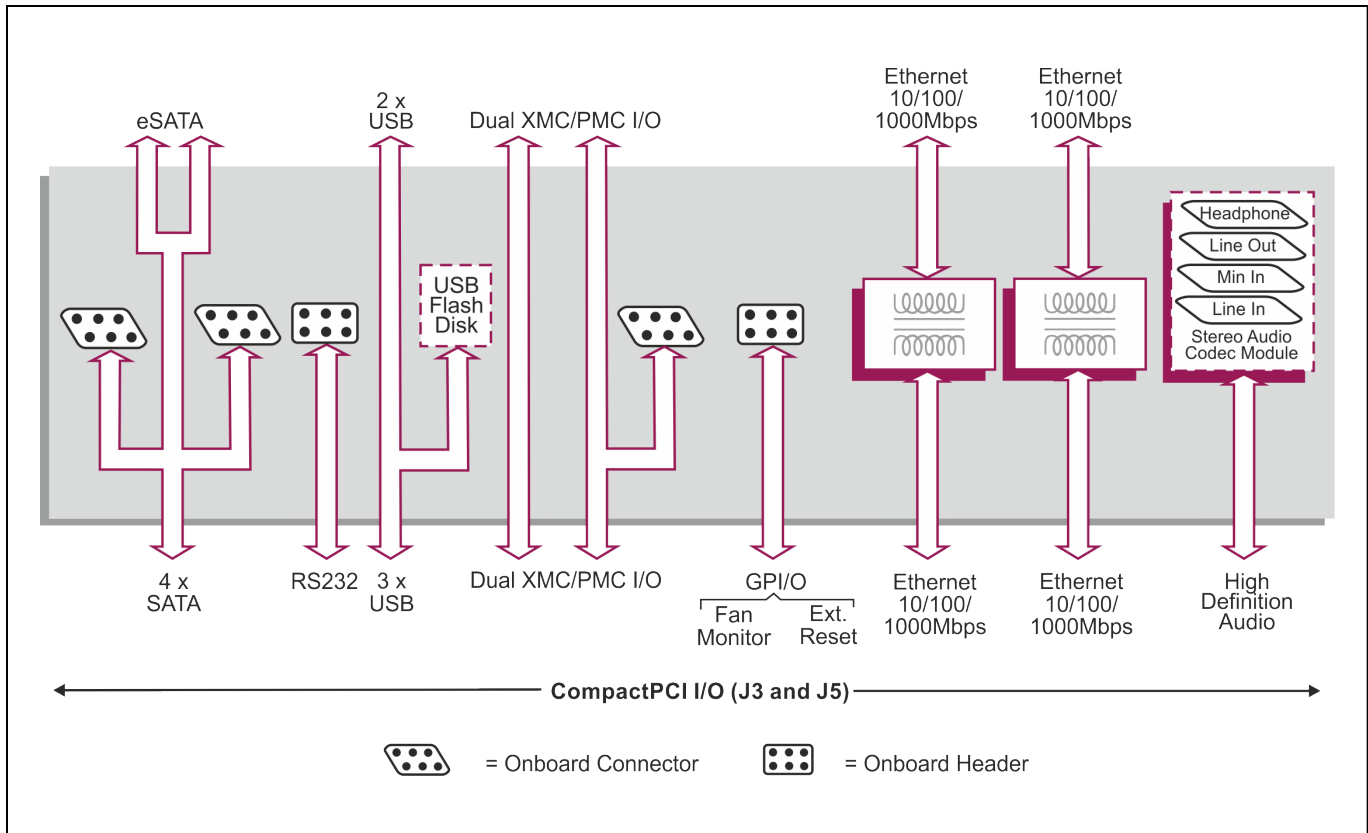 eSATA
2 x
USB
Dual XMC/PMC I/O
Ethernet
10/100/
1000Mbps
Ethernet
10/100/
1000Mbps
Headphone
Line Out
Min In
Line In
Stereo Audio
Codec Module
USB
Flash
Disk
4 x
SATA
RS232
3 x
USB
Dual XMC/PMC I/O
GPI/O
Fan
Monitor
Ext.
Reset
Ethernet
10/100/
1000Mbps
Ethernet
10/100/
1000Mbps
High
Definition
Audio
CompactPCI I/O (J3 and J5)
= Onboard Connector
= Onboard Header